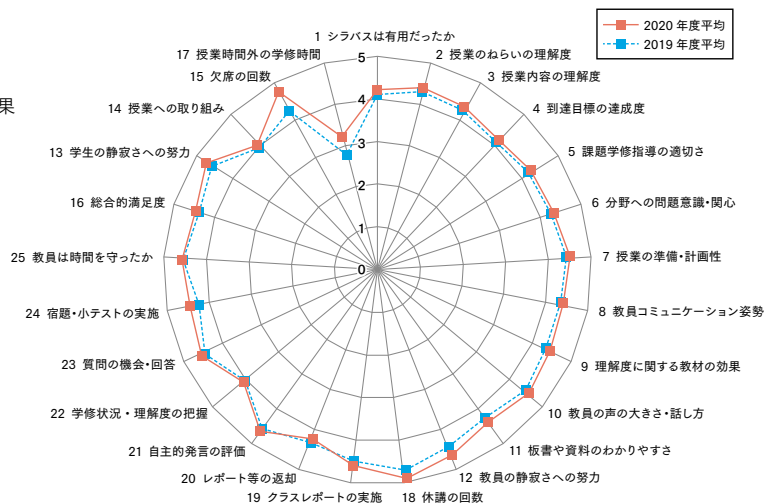 2020 年度平均
2019 年度平均
果
1 シラバスは有用だったか
2 授業のねらいの理解度
3 授業内容の理解度
4 到達目標の達成度
5 課題学修指導の適切さ
6 分野への問題意識・関心
7 授業の準備・計画性
8 教員コミュニケーション姿勢
9 理解度に関する教材の効果
10 教員の声の大きさ・話し方
11 板書や資料のわかりやすさ
12 教員の静寂さへの努力
18 休講の回数
19 クラスレポートの実施
20 レポート等の返却
21 自主的発言の評価
22 学修状況・理解度の把握
23 質問の機会・回答
24 宿題・小テストの実施
25 教員は時間を守ったか
16 総合的満足度
13 学生の静寂さへの努力
14 授業への取り組み
15 欠席の回数
17 授業時間外の学修時間
5
4
3
2
1
0